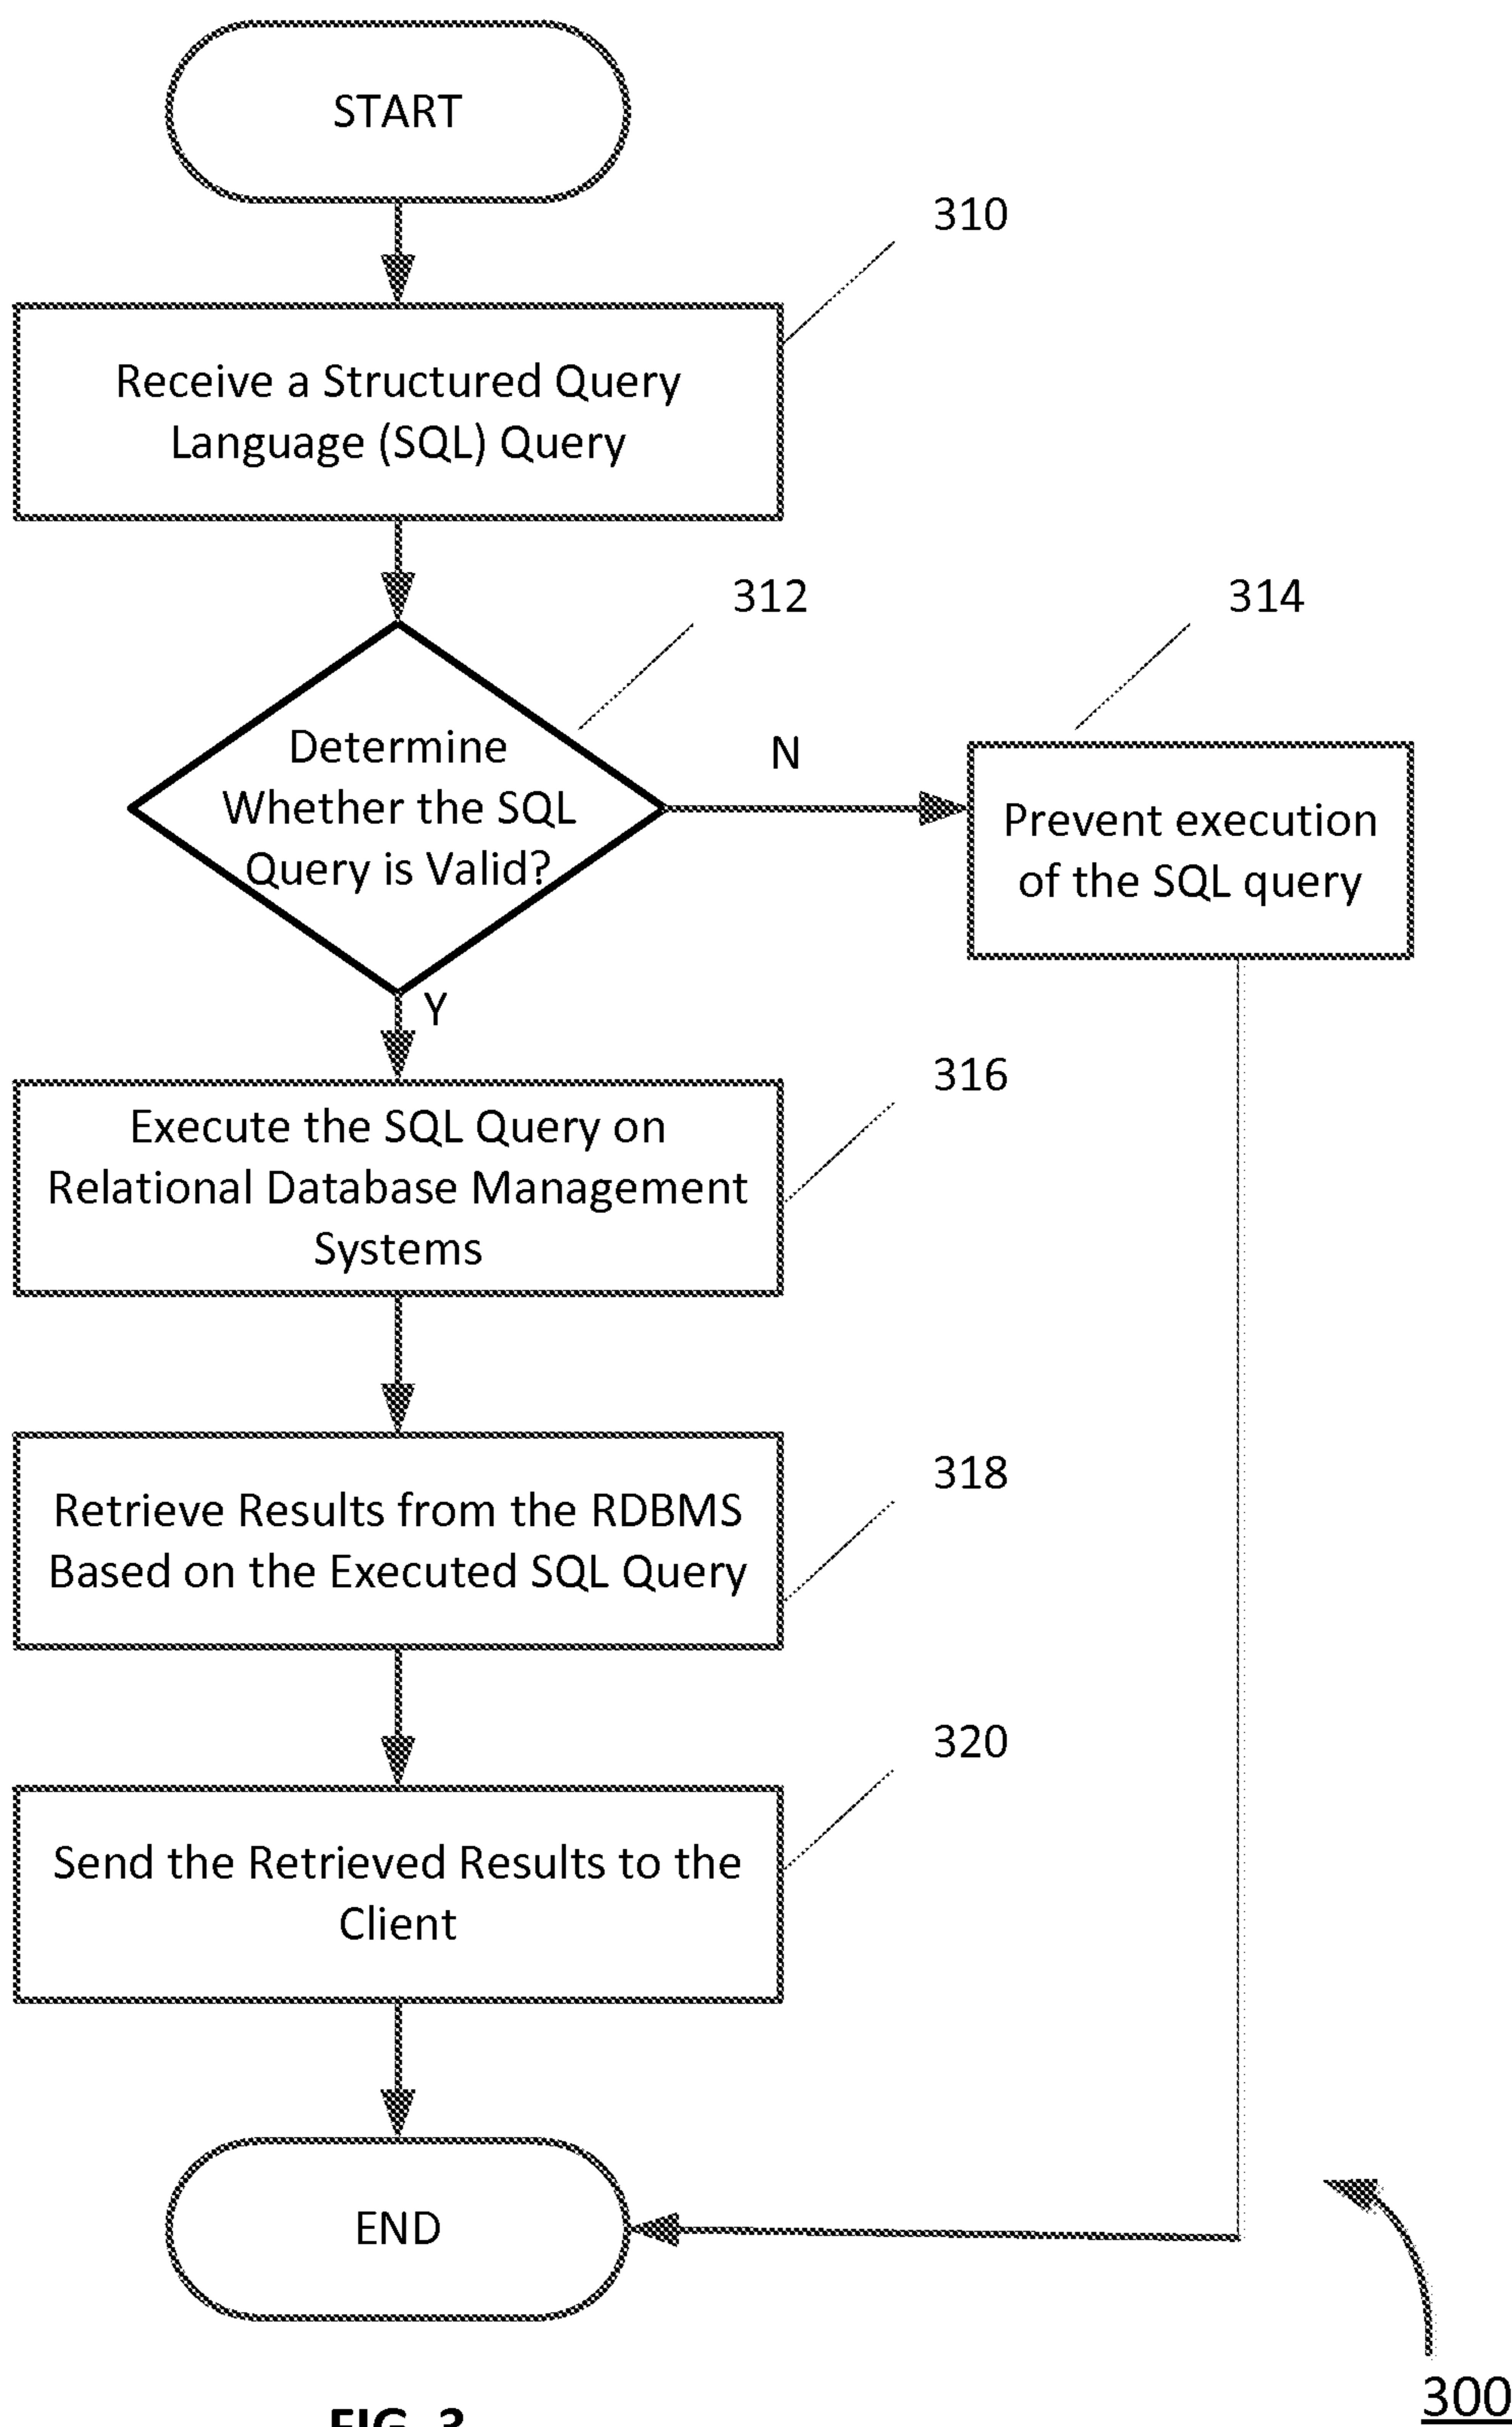 START
310
Receive a Structured Query
Language (SQL) Query
312
314
Determine
Whether the SQL
Query is Valid?
N
Prevent execution
of the SQL query
Y
316
Execute the SQL Query on
Relational Database Management
Systems
318
Retrieve Results from the RDBMS
Based on the Executed SQL Query
320
Send the Retrieved Results to the
Client
END
300
FIG. 3